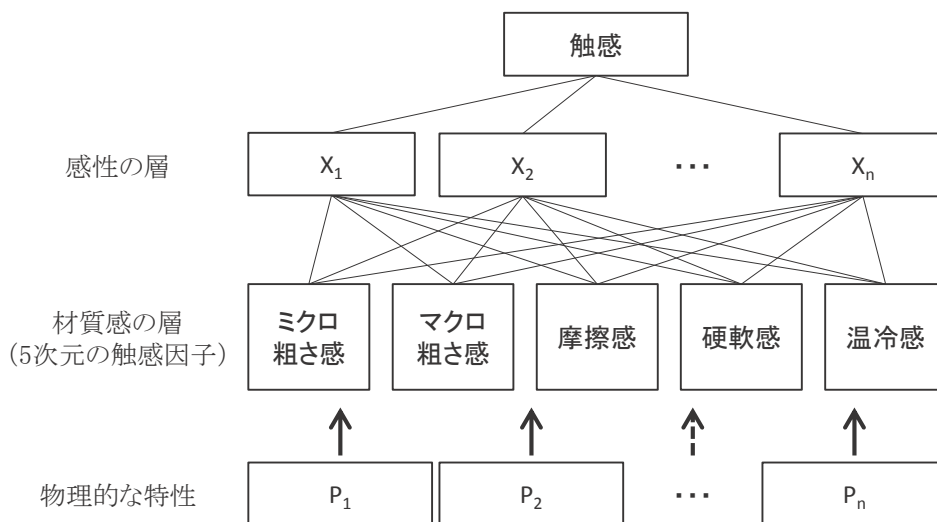 触感
感性の層
X1
X2
...
Xn
材質感の層
(5次元の触感因子)
ミクロ
粗さ感
マクロ
粗さ感
摩擦感
硬軟感
温冷感
物理的な特性
P1
P2
...
Pn